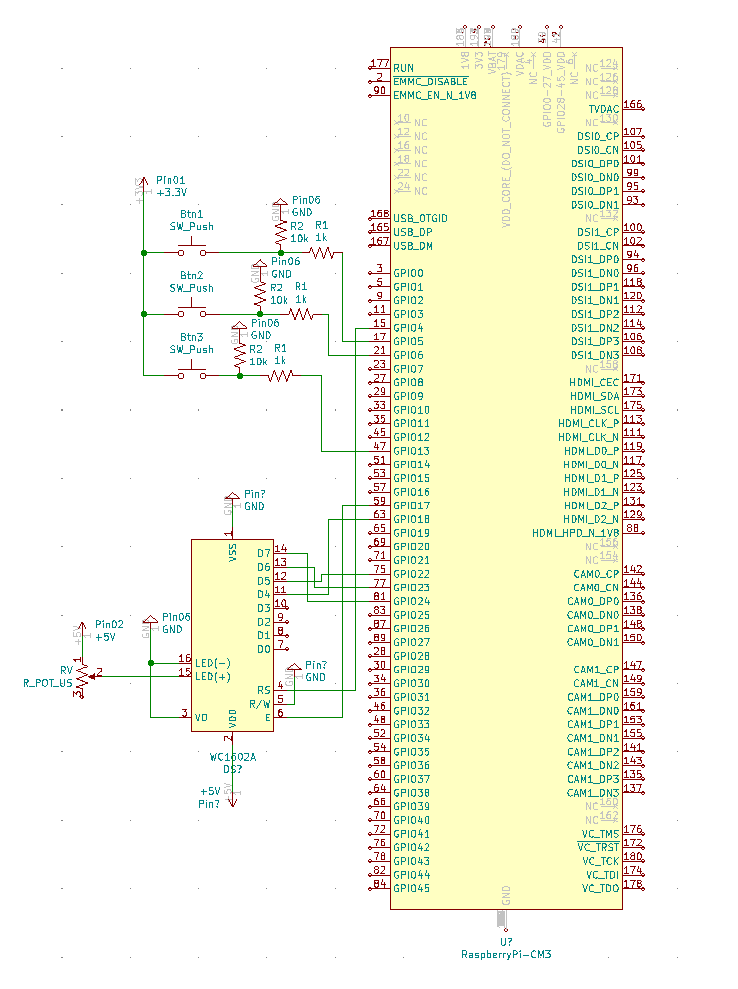 185
1V8
3V3
VBAT
179
182
VDAC
NC
GPIO0-27_VDD
42
GPIO28-45_VDD
NC
VDD_CORE_(DO_NOT_CONNECT)
177 RUN
2 EMMC_DISABLE
90 EMMC_EN_N_1V8
10 NC
12 NC
16 NC
18 NC
22 NC
24 NC
168 USB_OTGID
165 USB_DP
167 USB_DM
3 GPIO0
5 GPIO1
9 GPIO2
11 GPIO3
15 GPIO4
17 GPIO5
21 GPIO6
23 GPIO7
27 GPIO8
29 GPIO9
33 GPIO10
35 GPIO11
45 GPIO12
47 GPIO13
51 GPIO14
53 GPIO15
57 GPIO16
59 GPIO17
63 GPIO18
65 GPIO19
69 GPIO20
71 GPIO21
75 GPIO22
77 GPIO23
81 GPIO24
83 GPIO25
87 GPIO26
89 GPIO27
28 GPIO28
30 GPIO29
34 GPIO30
36 GPIO31
46 GPIO32
48 GPIO33
52 GPIO34
54 GPIO35
58 GPIO36
60 GPIO37
64 GPIO38
66 GPIO39
70 GPIO40
72 GPIO41
76 GPIO42
78 GPIO43
82 GPIO44
84 GPIO45
NC 124
NC 126
NC 128
TVDAC 166
NC 130
DSI0_CP 107
DSI0_CN 105
DSI0_DP0 101
DSI0_DN0 99
DSI0_DP1 95
DSI0_DN1 93
NC 132
DSI1_CP 100
DSI1_CN 102
DSI1_DP0 94
DSI1_DN0 96
DSI1_DP1 118
DSI1_DN1 120
DSI1_DP2 112
DSI1_DN2 114
DSI1_DP3 106
DSI1_DN3 108
NC 158
HDMI_CEC 171
HDMI_SDA 173
HDMI_SCL 175
HDMI_CLK_P 113
HDMI_CLK_N 111
HDMI_D0_P 119
HDMI_D0_N 117
HDMI_D1_P 125
HDMI_D1_N 123
HDMI_D2_P 131
HDMI_D2_N 129
HDMI_HPD_N_1V8 88
NC 156
NC 154
CAM0_CP 142
CAM0_CN 144
CAM0_DP0 136
CAM0_DN0 138
CAM0_DP1 148
CAM0_DN1 150
CAM1_CP 147
CAM1_CN 149
CAM1_DP0 159
CAM1_DN0 161
CAM1_DP1 153
CAM1_DN1 155
CAM1_DP2 141
CAM1_DN2 143
CAM1_DP3 135
CAM1_DN3 137
NC 160
NC 162
VC_TMS 176
VC_TRST 172
VC_TCK 180
VC_TDI 174
VC_TDO 178
GND
U?
RaspberryPi-CM3
Pin01
+3.3V
+3V3
1
Btn1
SW_Push
Btn2
SW_Push
Btn3
SW_Push
Pin06
GND
GND
1
R2
10k
R1
1k
Pin06
GND
GND
1
R2
10k
R1
1k
Pin06
GND
GND
1
R2
10k
R1
1k
Pin?
GND
GND
1
1
VSS
D7 14
D6 13
D5 12
D4 11
D3 10
D2 9
D1 8
D0 7
RS 4
R/W 5
E 6
16 LED(-)
15 LED(+)
3 VO
VDD
2
WC1602A
DS?
+5V
Pin?
5V
1
Pin?
GND
GND
1
Pin06
GND
GND
1
Pin02
+5V
+5V
1
RV
R_POT_US
1
2
3